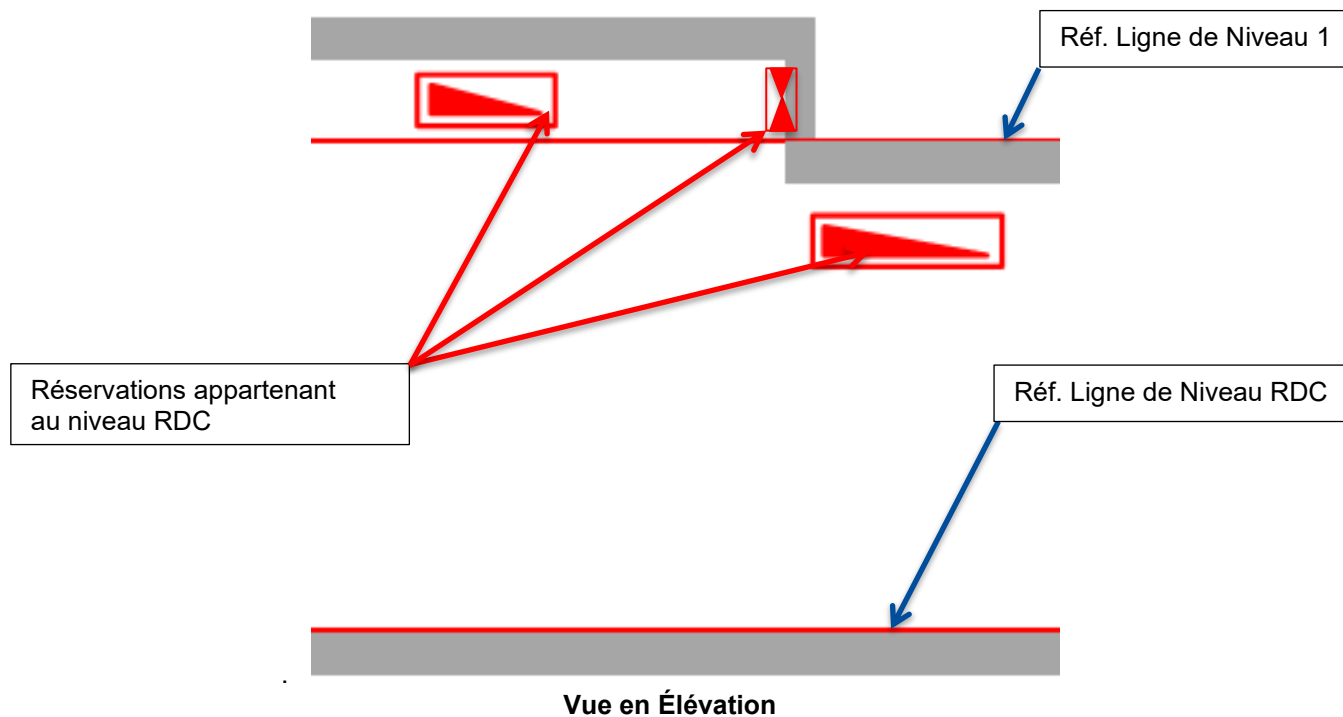 Réf. Ligne de Niveau 1
Réservations appartenant
au niveau RDC
Réf. Ligne de Niveau RDC
.
Vue en Élévation